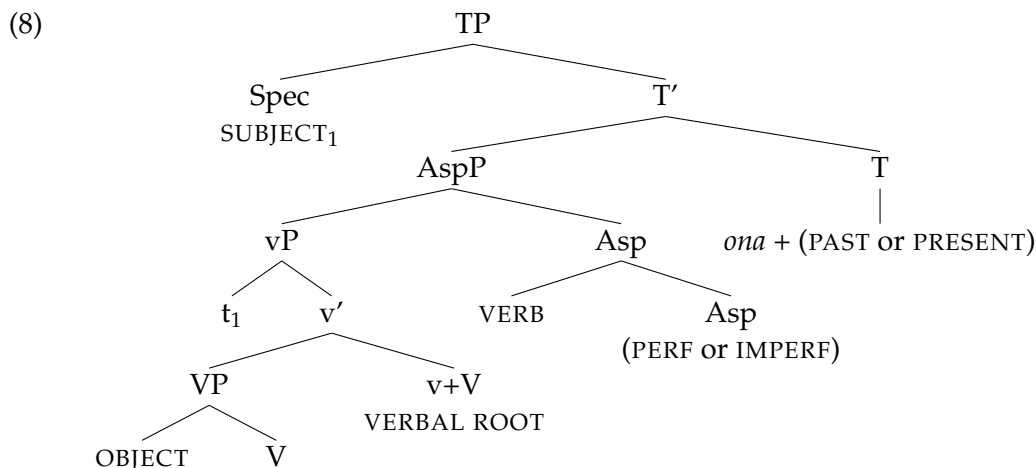 (8) TP
Spec T'
SUBJECT1
AspP T
vP Asp ona + (PAST or PRESENT)
t1 v' VERB Asp
(PERF or IMPERF)
VP v+V
VERBAL ROOT
OBJECT V